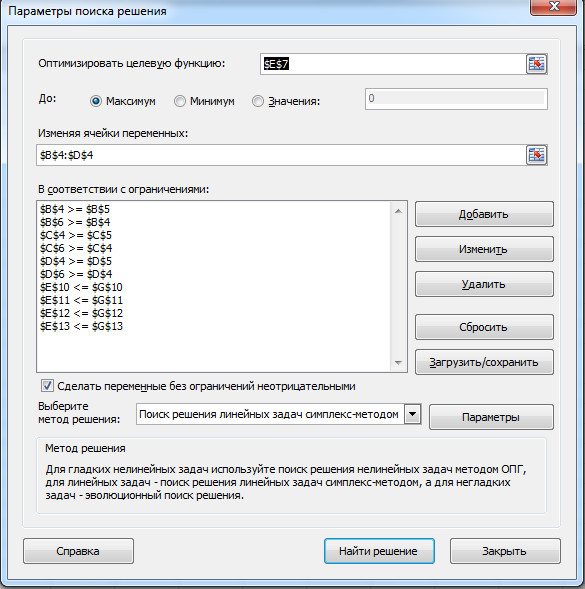 Параметры поиска решения
Оптимизировать целевую функцию:
$E$7
До:
Максимум
Минимум
Значения:
0
Изменяя ячейки переменных:
$B$4:$D$4
В соответствии с ограничениями:
$B$4 >= $B$5
$B$6 >= $B$4
$C$4 >= $C$5
$C$6 >= $C$4
$D$4 >= $D$5
$D$6 >= $D$4
$E$10 <= $G$10
$E$11 <= $G$11
$E$12 <= $G$12
$E$13 <= $G$13
Добавить
Изменить
Удалить
Сбросить
Загрузить/сохранить
Сделать переменные без ограничений неотрицательными
Выберите
метод решения:
Поиск решения линейных задач симплекс-методом
Параметры
Метод решения
Для гладких нелинейных задач используйте поиск решения нелинейных задач методом ОПГ,
для линейных задач - поиск решения линейных задач симплекс-методом, а для негладких
задач - эволюционный поиск решения.
Справка
Найти решение
Закрыть